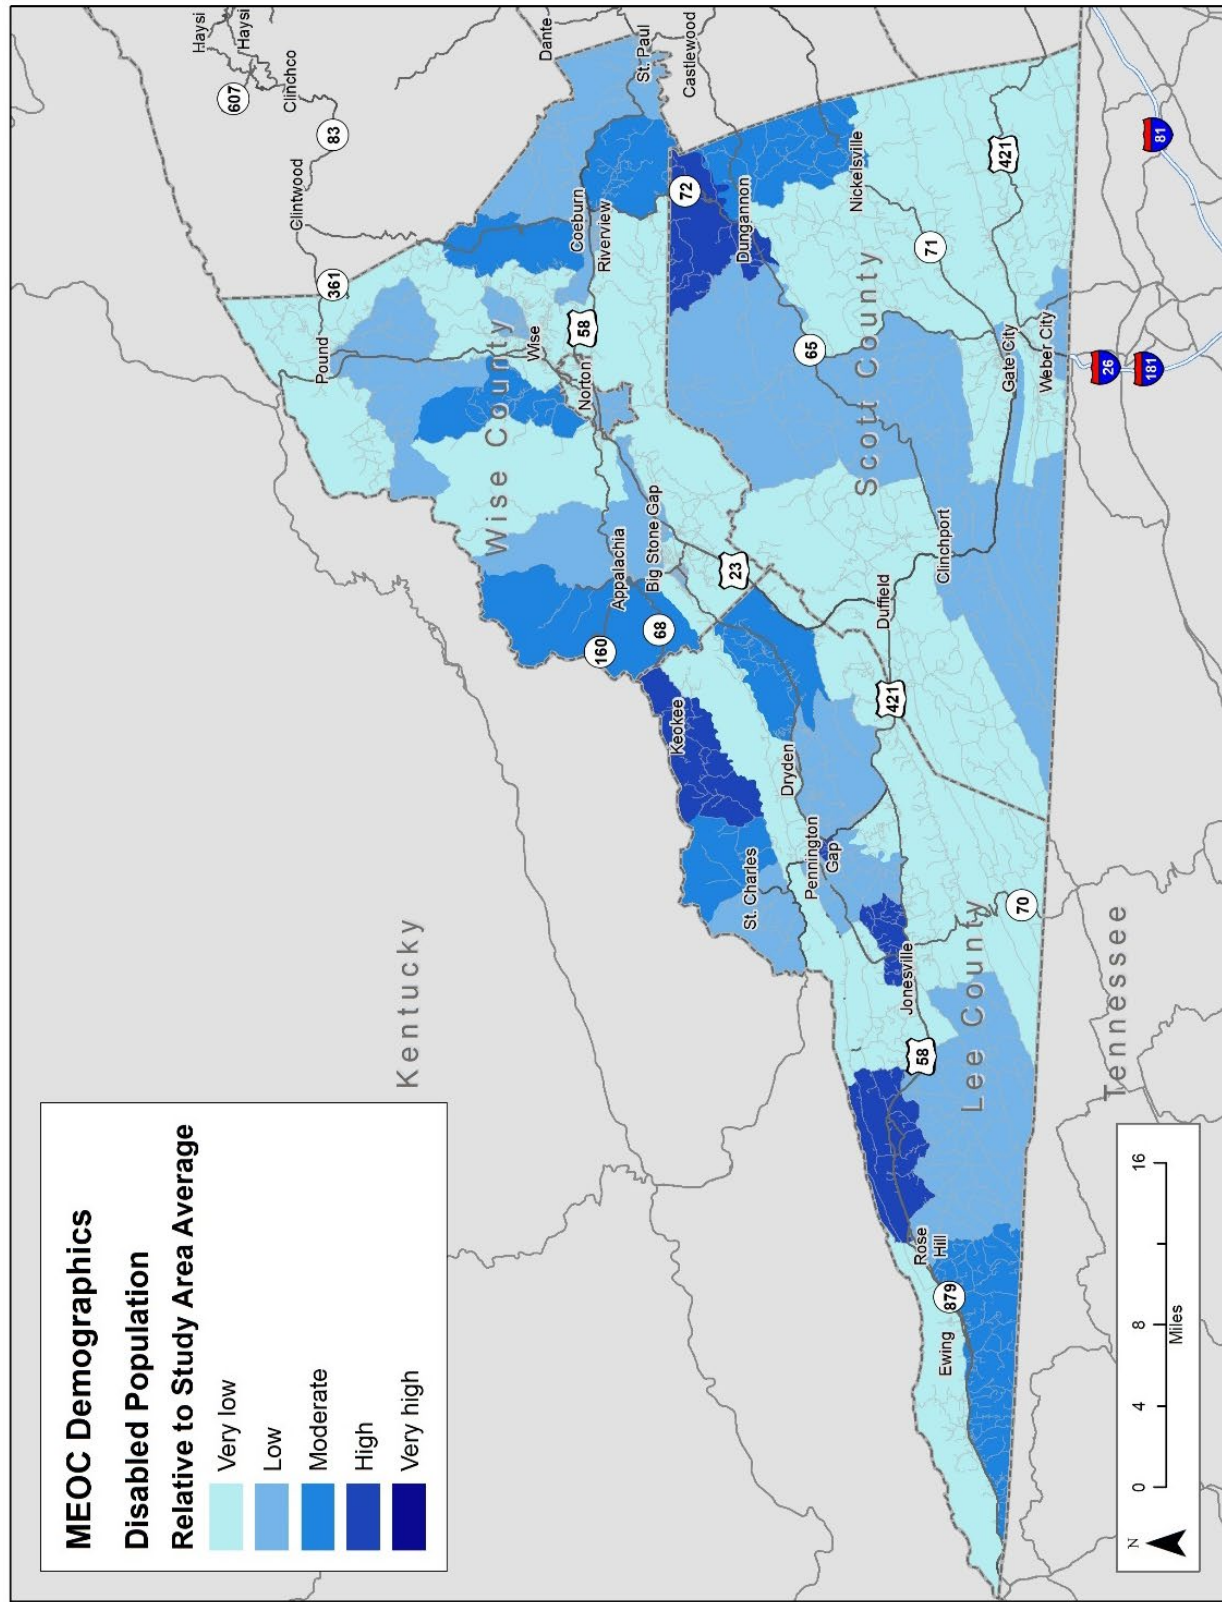 MEOC Demographics
Disabled Population
Relative to Study Area Average
Very low
Low
Moderate
High
Very high
Kentucky
Haysi
Haysi
607
Clinchco
83
Clintwood
361
Pound
Dante
St. Paul
Castlewood
Coeburn
Riverview
Wise County
Wise
58
Norton
72
Dungannon
Nickelsville
Appalachia
Big Stone Gap
160
68
23
65
71
421
Scott County
Keokee
Dryden
Duffield
Clinchport
421
Gate City
Weber City
26
181
81
St. Charles
Pennington
Gap
Jonesville
70
58
Lee County
Rose
Hill
879
Ewing
Tennessee
N
0 4 8 16
Miles